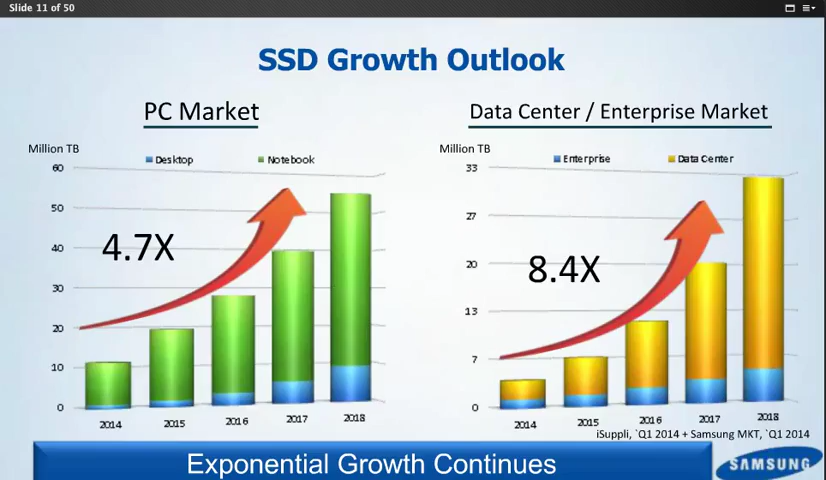 Slide 11 of 50
SSD Growth Outlook
PC Market
Million TB
Desktop
Notebook
60
50
40
30
20
10
0
4.7X
2014
2015
2016
2017
2018
Data Center / Enterprise Market
Million TB
Enterprise
Data Center
33
27
20
13
7
0
8.4X
2014
2015
2016
2017
2018
iSuppli, `Q1 2014 + Samsung MKT, `Q1 2014
Exponential Growth Continues
SAMSUNG